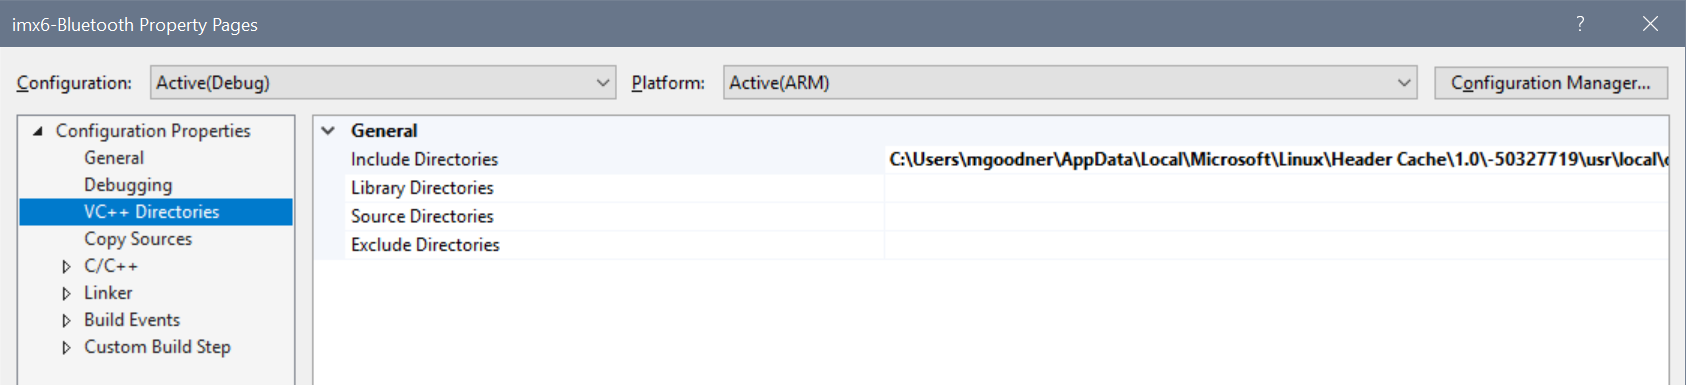 imx6-Bluetooth Property Pages
Configuration: Active(Debug) Platform: Active(ARM) Configuration Manager...
Configuration Properties
General
Debugging
VC++ Directories
Copy Sources
C/C++
Linker
Build Events
Custom Build Step
General
Include Directories C:\Users\mgoodner\AppData\Local\Microsoft\Linux\Header Cache\1.0\-50327719\usr\local\
Library Directories
Source Directories
Exclude Directories